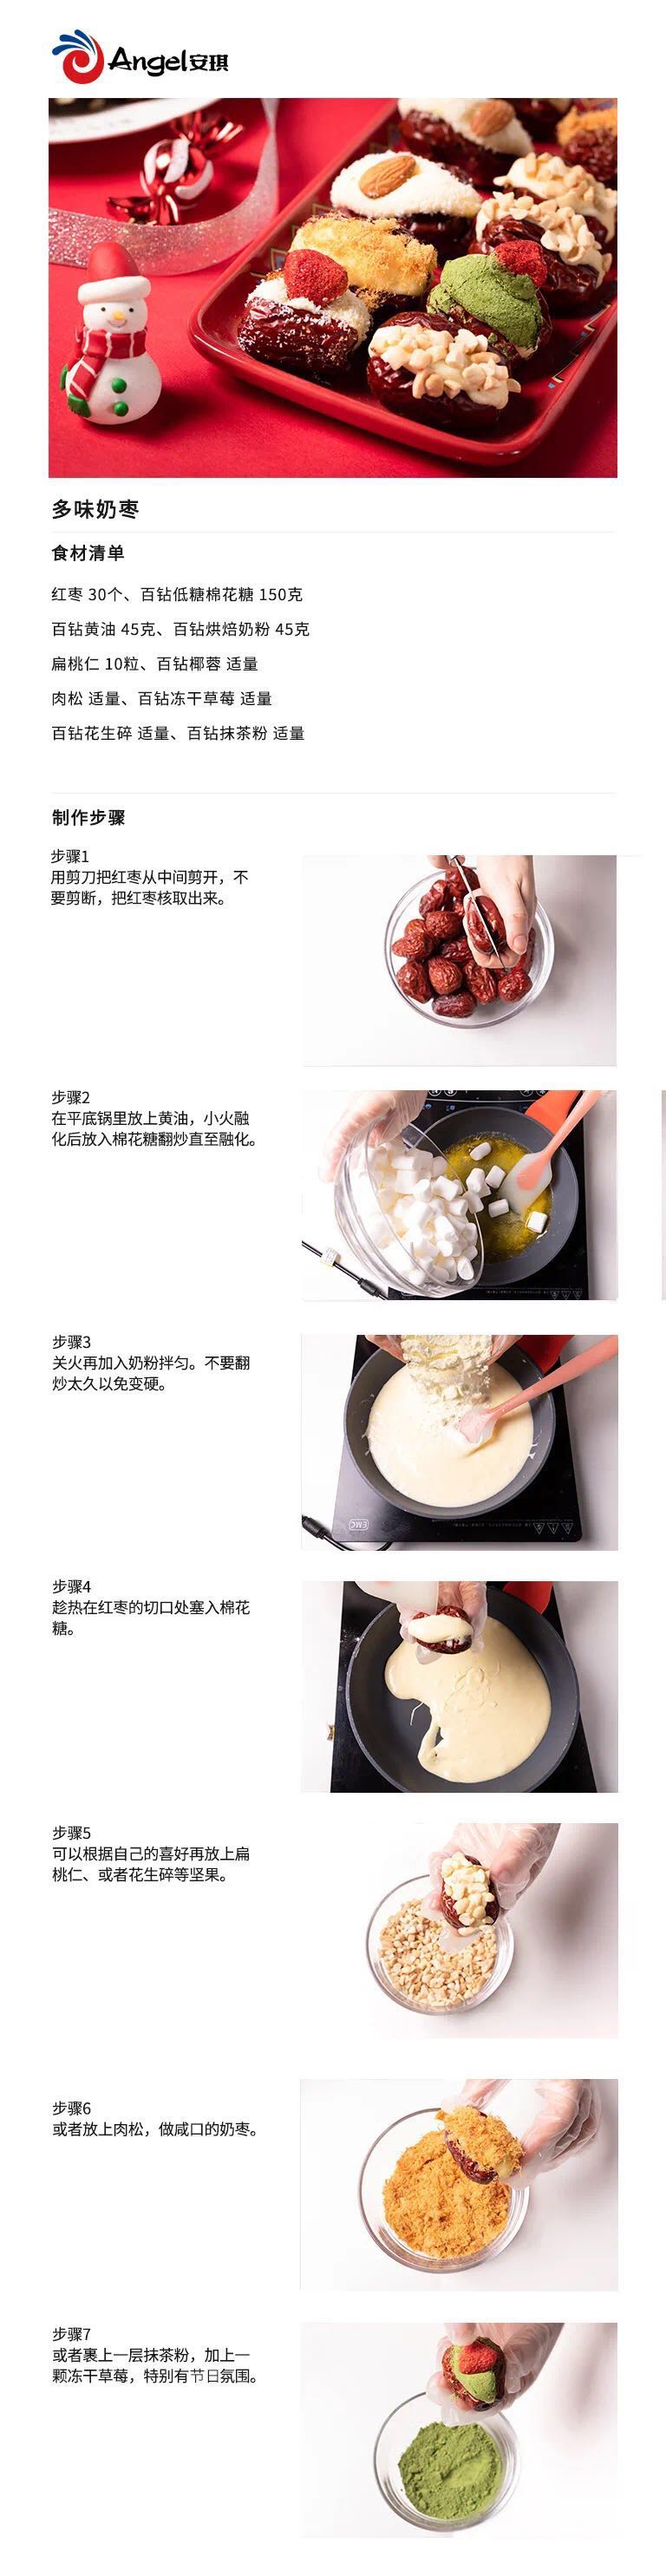 Angel安琪
多味奶枣
食材清单
红枣 30个、百钻低糖棉花糖 150克
百钻黄油 45克、百钻烘焙奶粉 45克
扁桃仁 10粒、百钻椰蓉 适量
肉松 适量、百钻冻干草莓 适量
百钻花生碎 适量、百钻抹茶粉 适量
制作步骤
步骤1
用剪刀把红枣从中间剪开，不
要剪断，把红枣核取出来。
步骤2
在平底锅里放上黄油，小火融
化后放入棉花糖翻炒直至融化。
步骤3
关火再加入奶粉拌匀。不要翻
炒太久以免变硬。
EMC
步骤4
趁热在红枣的切口处塞入棉花
糖。
步骤5
可以根据自己的喜好再放上扁
桃仁、或者花生碎等坚果。
步骤6
或者放上肉松，做咸口的奶枣。
步骤7
或者裹上一层抹茶粉，加上一
颗冻干草莓，特别有节日氛围。